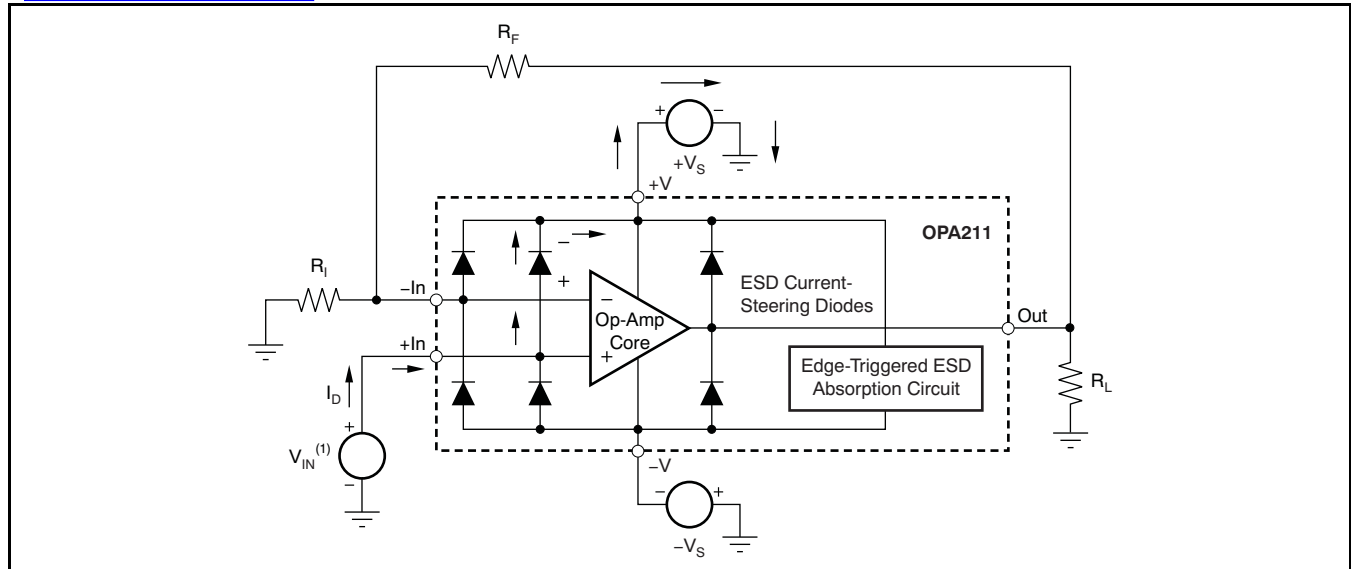 R_F
+ −
+V_S
+V
OPA211
−
+
R_I
−In
−
ESD Current-
Steering Diodes
Op-Amp
Core
Out
+In
+
Edge-Triggered ESD
Absorption Circuit
R_L
I_D
+
V_IN^(1)
−
−V
− +
−V_S